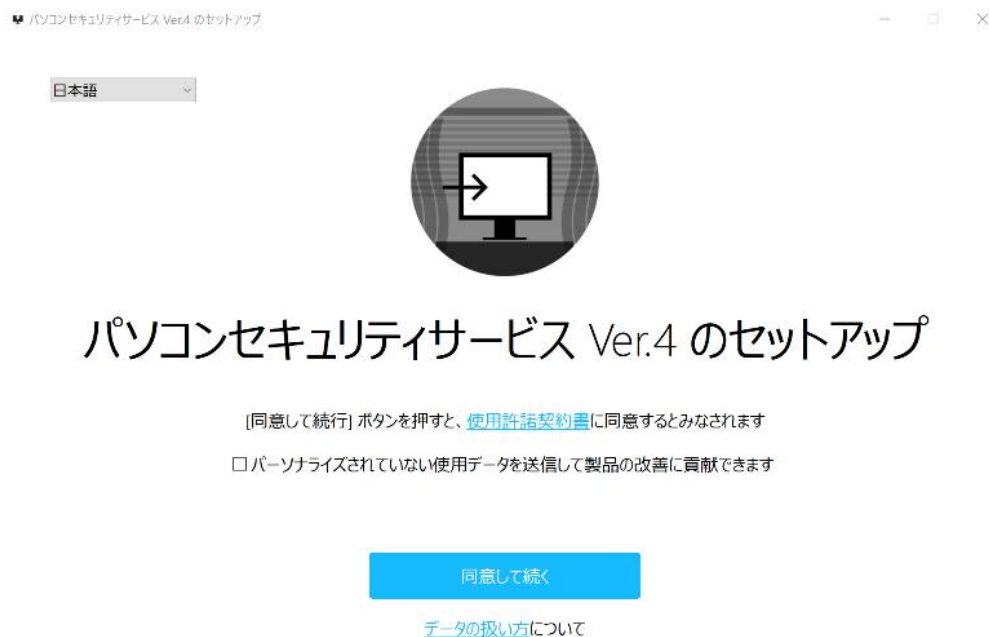 パソコンセキュリティサービス Ver.4 のセットアップ
日本語
パソコンセキュリティサービス Ver.4 のセットアップ
[同意して続行] ボタンを押すと、使用許諾契約書に同意するとみなされます
パーソナライズされていない使用データを送信して製品の改善に貢献できます
同意して続く
データの扱い方について